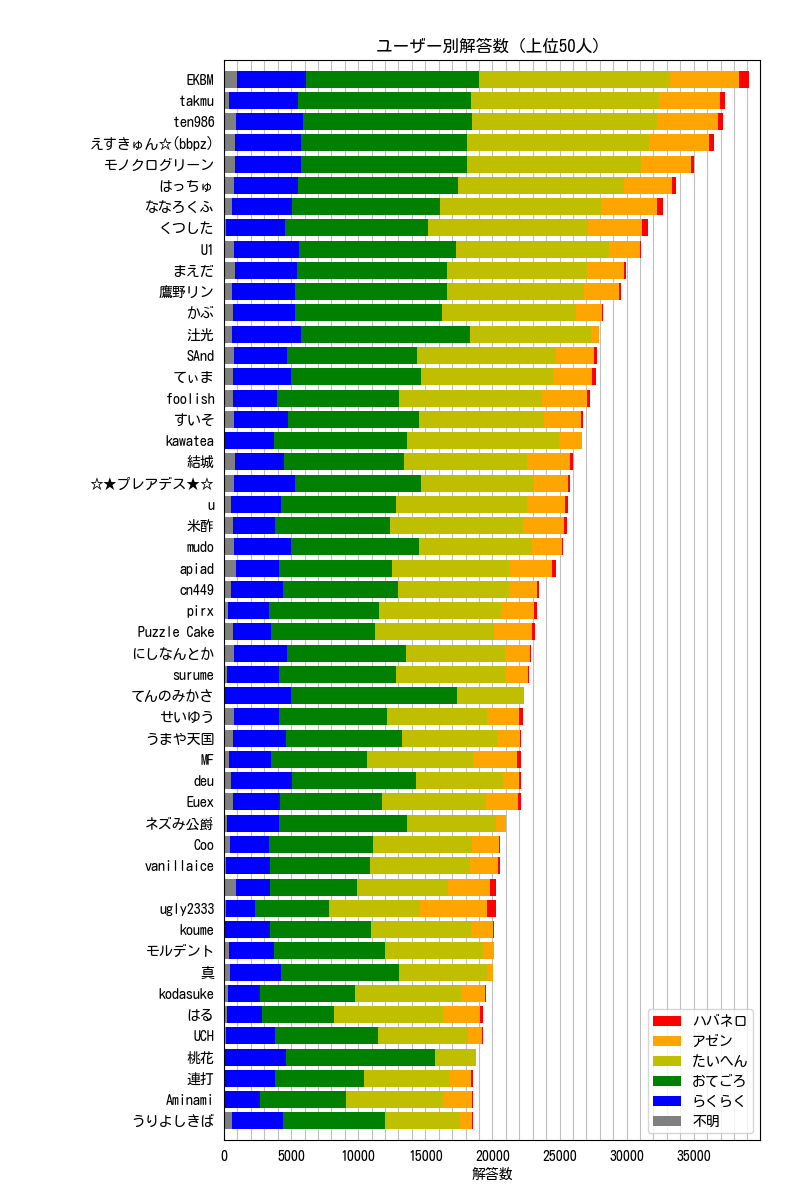 ユーザー別解答数 (上位50人)
EKBM
takmu
ten986
えすきゅん☆(bbpz)
モノクログリーン
はっちゅ
ななろくふ
くつした
U1
まえだ
鷹野リン
かぶ
汢光
SAnd
てぃま
foolish
すいそ
kawatea
結城
☆★プレアデス★☆
u
米酢
mudo
apiad
cn449
pirx
Puzzle Cake
にしなんとか
surume
てんのみかさ
せいゆう
うまや天国
MF
deu
Euex
ネズみ公爵
Coo
vanillaice
ugly2333
koume
モルデント
真
kodasuke
はる
UCH
桃花
連打
Aminami
うりよしきば
ハバネロ
アゼン
たいへん
おてごろ
らくらく
不明
0 5000 10000 15000 20000 25000 30000 35000
解答数